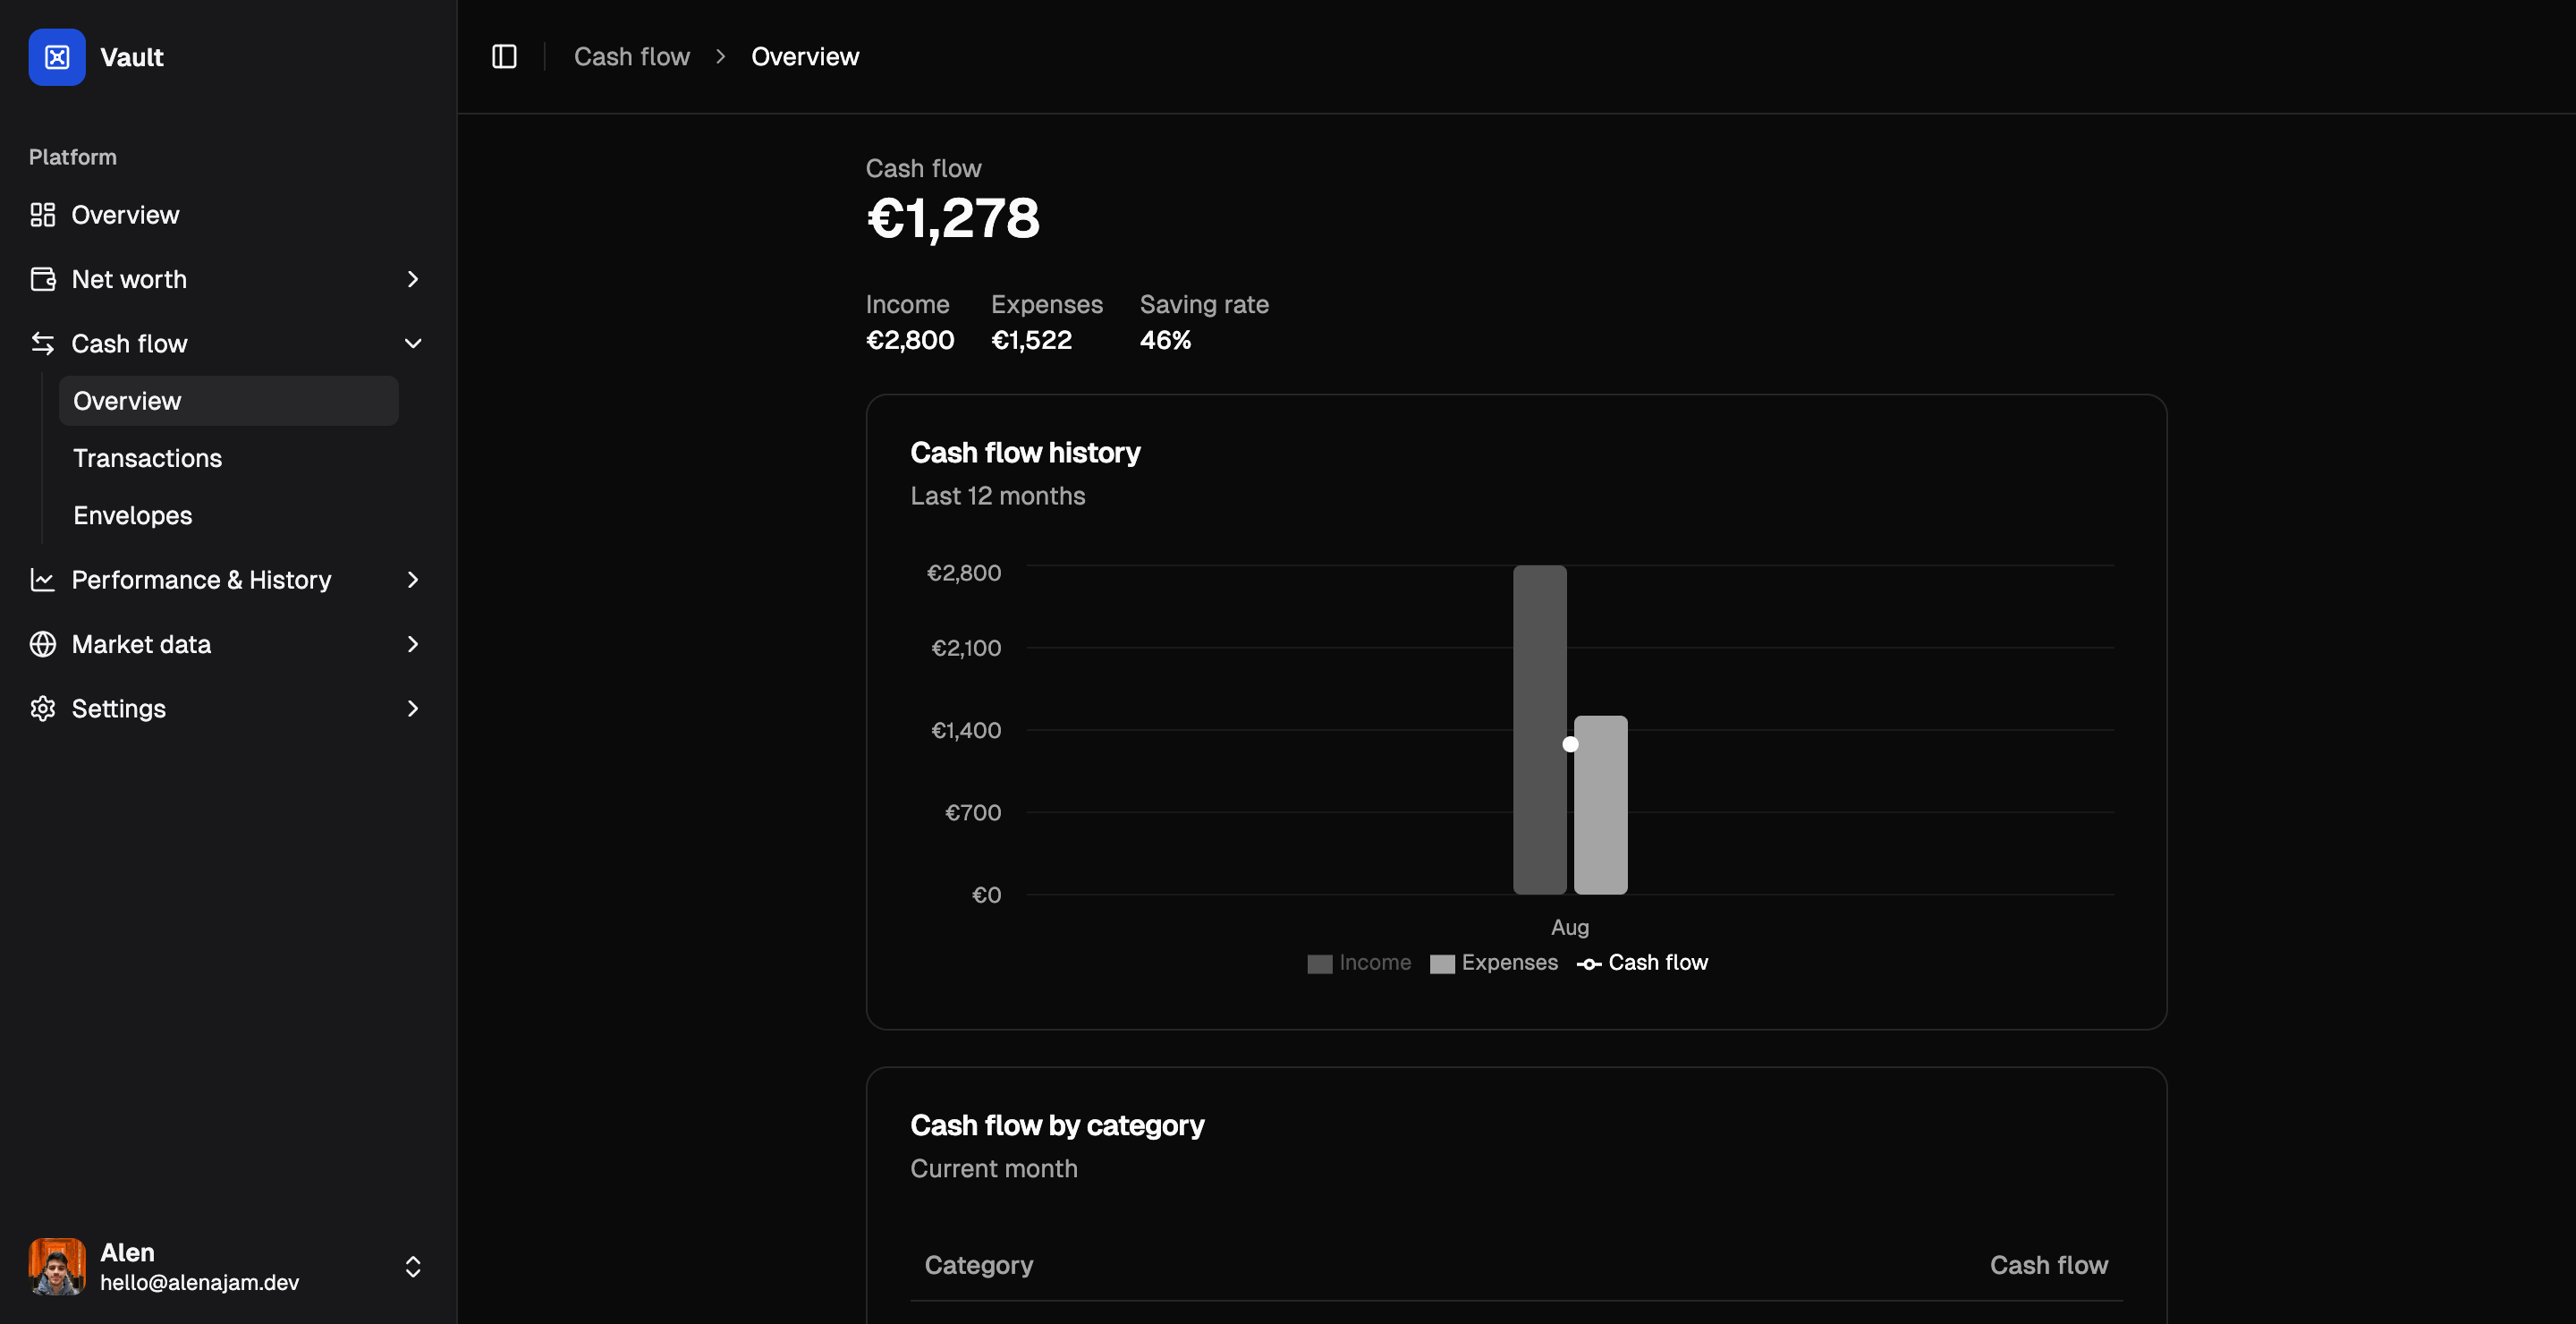 Vault
Platform
Overview
Net worth
Cash flow
Overview
Transactions
Envelopes
Performance & History
Market data
Settings
Alen
hello@alenajam.dev
Cash flow > Overview
Cash flow
€1,278
Income Expenses Saving rate
€2,800 €1,522 46%
Cash flow history
Last 12 months
€2,800
€2,100
€1,400
€700
€0
Aug
Income Expenses Cash flow
Cash flow by category
Current month
Category Cash flow